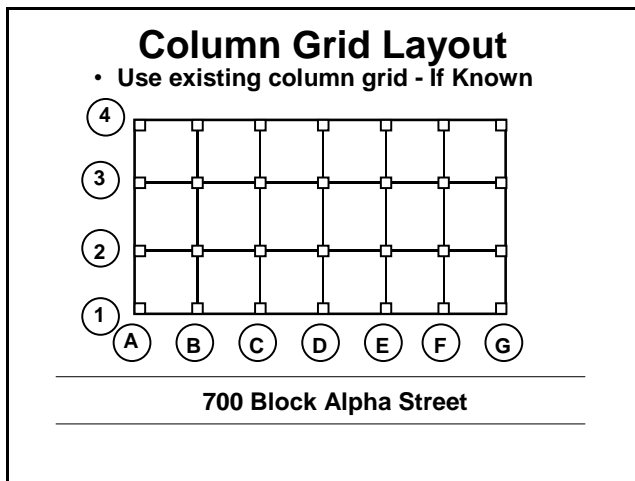 Column Grid Layout
• Use existing column grid - If Known
4
3
2
1
A B C D E F G
700 Block Alpha Street